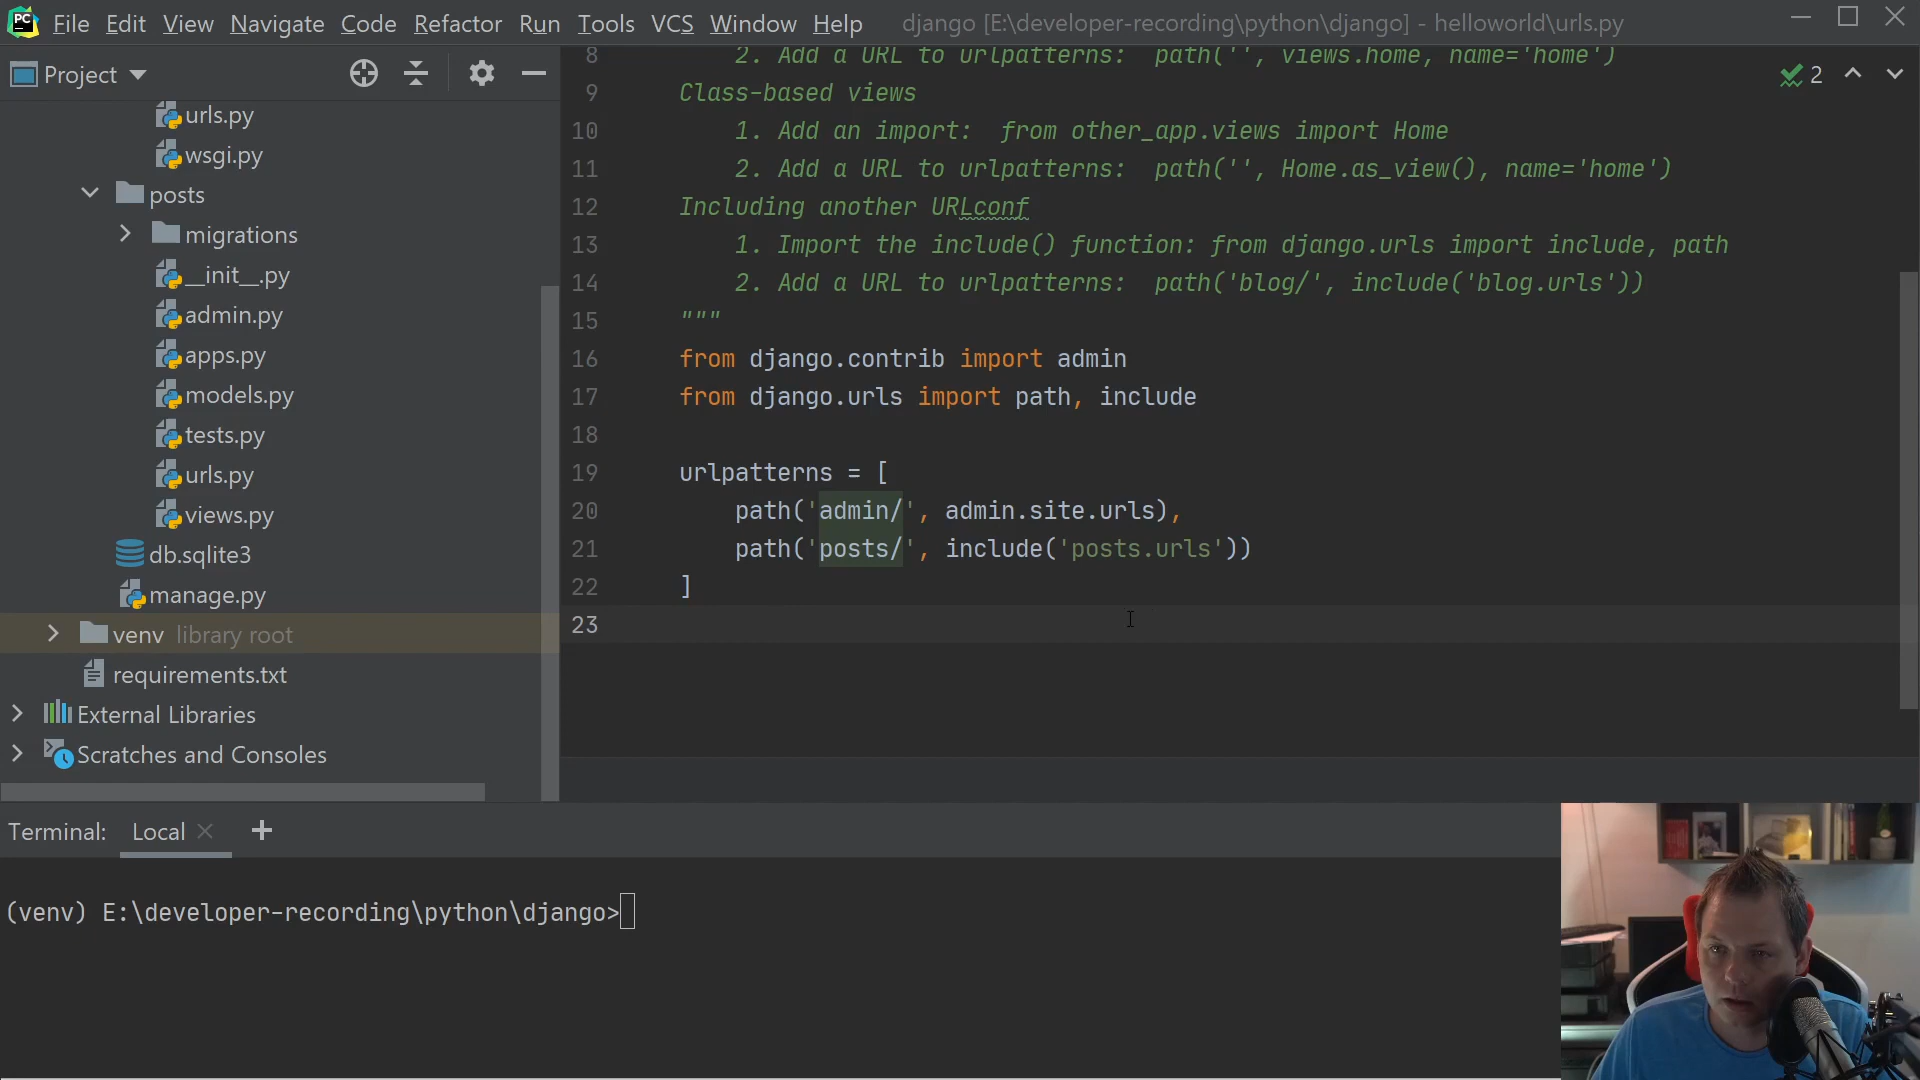 PC File Edit View Navigate Code Refactor Run Tools VCS Window Help django [E:\developer-recording\python\django] - helloworld\urls.py
Project
urls.py
wsgi.py
posts
migrations
__init__.py
admin.py
apps.py
models.py
tests.py
urls.py
views.py
db.sqlite3
manage.py
venv library root
requirements.txt
External Libraries
Scratches and Consoles
2
8 2. Add a URL to urlpatterns: path('', views.home, name='home')
9 Class-based views
10 1. Add an import: from other_app.views import Home
11 2. Add a URL to urlpatterns: path('', Home.as_view(), name='home')
12 Including another URLconf
13 1. Import the include() function: from django.urls import include, path
14 2. Add a URL to urlpatterns: path('blog/', include('blog.urls'))
15 """
16 from django.contrib import admin
17 from django.urls import path, include
18
19 urlpatterns = [
20 path('admin/', admin.site.urls),
21 path('posts/', include('posts.urls'))
22 ]
23
Terminal: Local
(venv) E:\developer-recording\python\django>